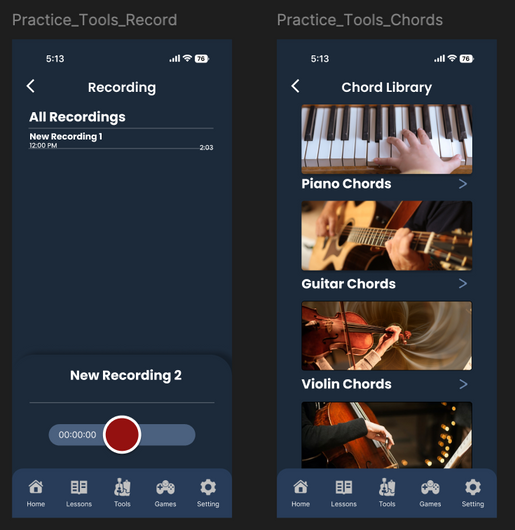 Practice_Tools_Record
5:13
76
Recording
All Recordings
New Recording 1
12:00 PM
2:03
New Recording 2
00:00:00
Home
Lessons
Tools
Games
Setting
Practice_Tools_Chords
5:13
76
Chord Library
Piano Chords >
Guitar Chords >
Violin Chords >
Home
Lessons
Tools
Games
Setting